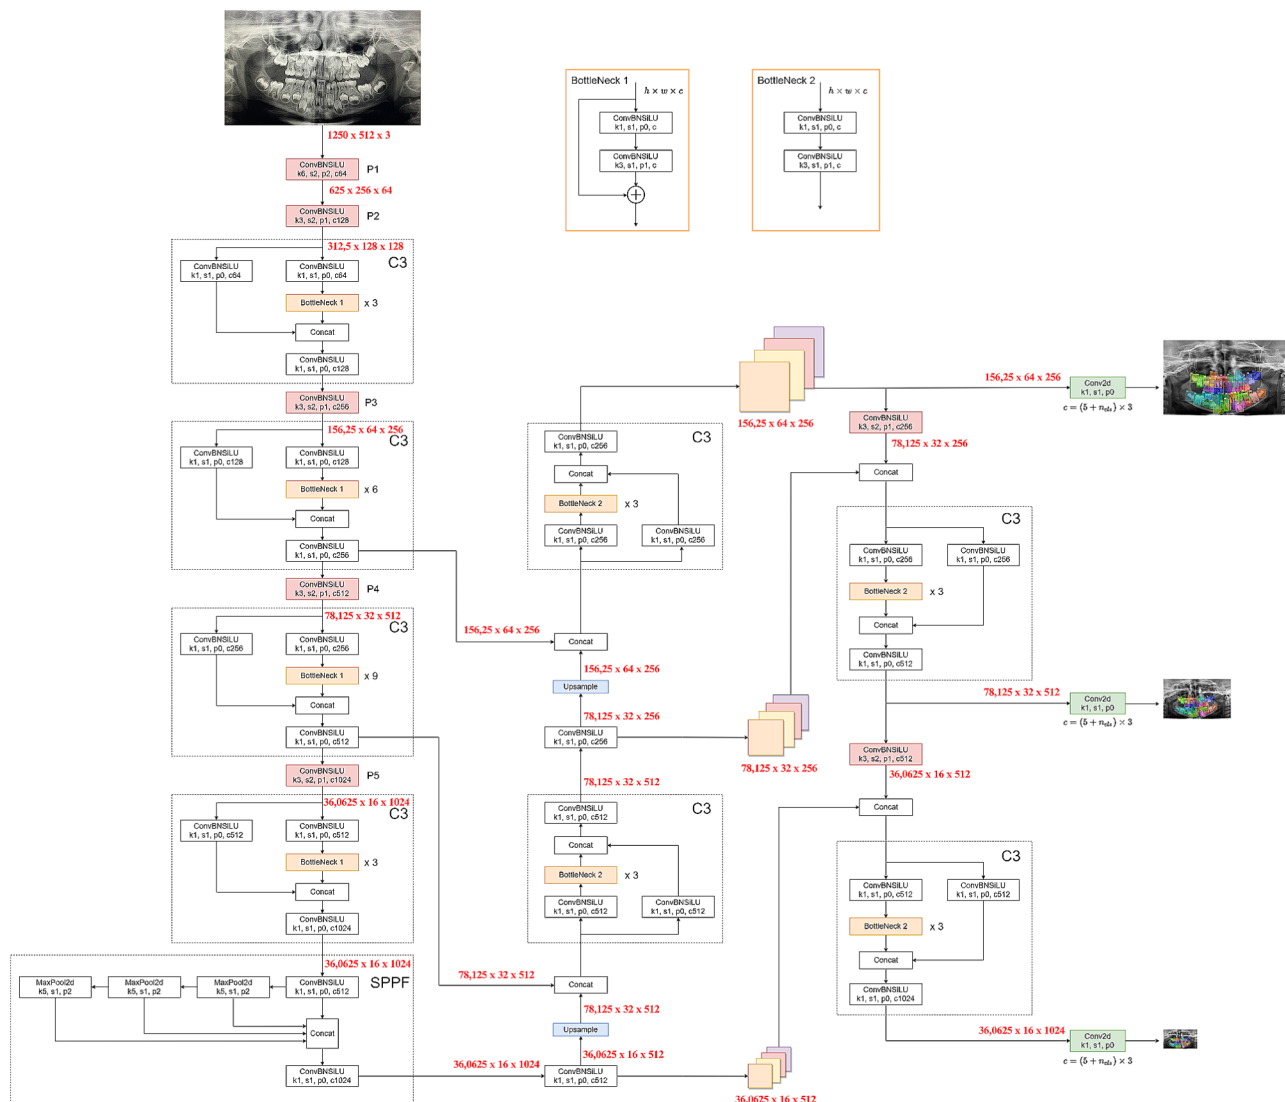 1250 x 512 x 3
ConvBNSiLU
k6, s2, p2, c64
P1
625 x 256 x 64
ConvBNSiLU
k3, s2, p1, c128
P2
312,5 x 128 x 128
C3
ConvBNSiLU
k1, s1, p0, c64
ConvBNSiLU
k1, s1, p0, c64
BottleNeck 1
x 3
Concat
ConvBNSiLU
k1, s1, p0, c128
ConvBNSiLU
k3, s2, p1, c256
P3
156,25 x 64 x 256
C3
ConvBNSiLU
k1, s1, p0, c128
ConvBNSiLU
k1, s1, p0, c128
BottleNeck 1
x 6
Concat
ConvBNSiLU
k1, s1, p0, c256
ConvBNSiLU
k3, s2, p1, c512
P4
78,125 x 32 x 512
C3
ConvBNSiLU
k1, s1, p0, c256
ConvBNSiLU
k1, s1, p0, c256
BottleNeck 1
x 9
Concat
ConvBNSiLU
k1, s1, p0, c512
ConvBNSiLU
k3, s2, p1, c1024
P5
36,0625 x 16 x 1024
C3
ConvBNSiLU
k1, s1, p0, c512
ConvBNSiLU
k1, s1, p0, c512
BottleNeck 1
x 3
Concat
ConvBNSiLU
k1, s1, p0, c1024
36,0625 x 16 x 1024
SPPF
MaxPool2d
k5, s1, p2
MaxPool2d
k5, s1, p2
MaxPool2d
k5, s1, p2
ConvBNSiLU
k1, s1, p0, c512
Concat
ConvBNSiLU
k1, s1, p0, c1024
36,0625 x 16 x 1024
BottleNeck 1
h × w × c
ConvBNSiLU
k1, s1, p0, c
ConvBNSiLU
k3, s1, p1, c
+
BottleNeck 2
h × w × c
ConvBNSiLU
k1, s1, p0, c
ConvBNSiLU
k3, s1, p1, c
C3
ConvBNSiLU
k1, s1, p0, c256
Concat
BottleNeck 2
x 3
ConvBNSiLU
k1, s1, p0, c256
ConvBNSiLU
k1, s1, p0, c256
156,25 x 64 x 256
Concat
156,25 x 64 x 256
Upsample
78,125 x 32 x 256
ConvBNSiLU
k1, s1, p0, c256
78,125 x 32 x 512
C3
ConvBNSiLU
k1, s1, p0, c512
Concat
BottleNeck 2
x 3
ConvBNSiLU
k1, s1, p0, c512
ConvBNSiLU
k1, s1, p0, c512
78,125 x 32 x 512
Concat
78,125 x 32 x 512
Upsample
36,0625 x 16 x 512
ConvBNSiLU
k1, s1, p0, c512
156,25 x 64 x 256
78,125 x 32 x 256
36,0625 x 16 x 512
156,25 x 64 x 256
Conv2d
k1, s1, p0
c = (5 + n_cls) × 3
ConvBNSiLU
k3, s2, p1, c256
78,125 x 32 x 256
Concat
C3
ConvBNSiLU
k1, s1, p0, c256
ConvBNSiLU
k1, s1, p0, c256
BottleNeck 2
x 3
Concat
ConvBNSiLU
k1, s1, p0, c512
78,125 x 32 x 512
Conv2d
k1, s1, p0
c = (5 + n_cls) × 3
ConvBNSiLU
k3, s2, p1, c512
36,0625 x 16 x 512
Concat
C3
ConvBNSiLU
k1, s1, p0, c512
ConvBNSiLU
k1, s1, p0, c512
BottleNeck 2
x 3
Concat
ConvBNSiLU
k1, s1, p0, c1024
36,0625 x 16 x 1024
Conv2d
k1, s1, p0
c = (5 + n_cls) × 3